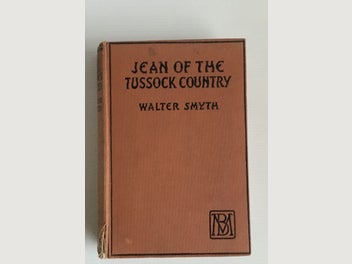 JEAN OF THE
TUSSOCK COUNTRY
WALTER SMYTH